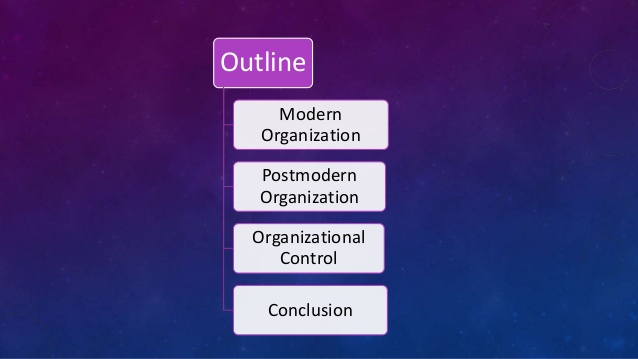 Outline
Modern
Organization
Postmodern
Organization
Organizational
Control
Conclusion